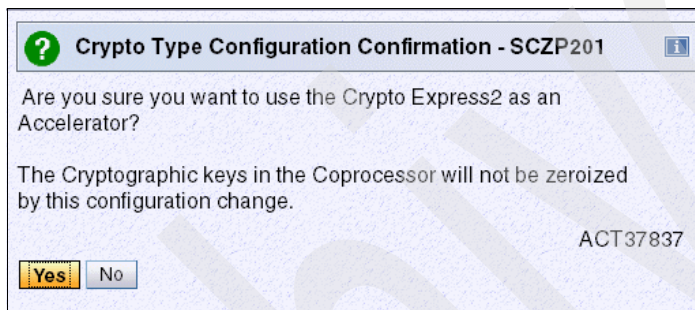 Crypto Type Configuration Confirmation - SCZP201
Are you sure you want to use the Crypto Express2 as an
Accelerator?
The Cryptographic keys in the Coprocessor will not be zeroized
by this configuration change.
ACT37837
Yes No